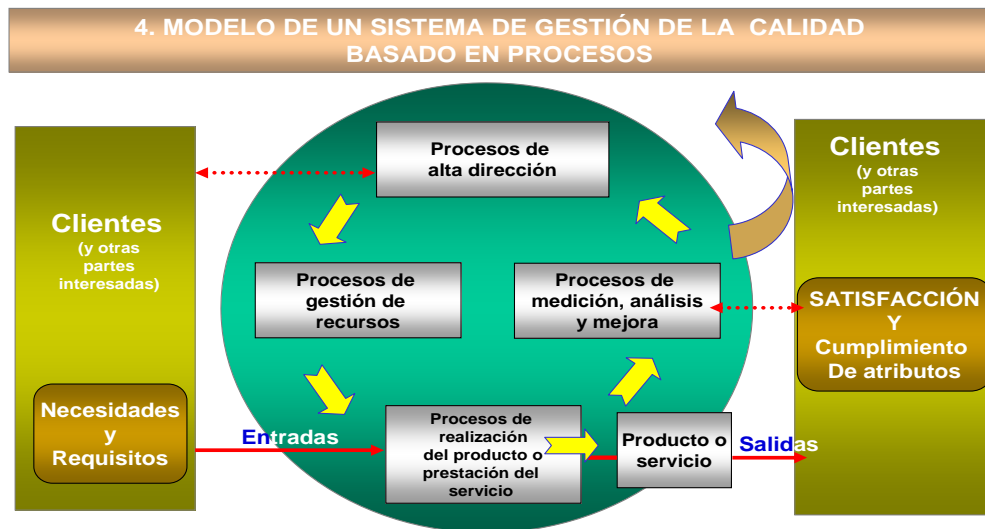 4. MODELO DE UN SISTEMA DE GESTIÓN DE LA CALIDAD
BASADO EN PROCESOS
Clientes
(y otras
partes
interesadas)
Necesidades
y
Requisitos
Entradas
Procesos de
alta dirección
Procesos de
gestión de
recursos
Procesos de
medición, análisis
y mejora
Procesos de
realización
del producto o
prestación del
servicio
Producto o
servicio
Salidas
Clientes
(y otras
partes
interesadas)
SATISFACCIÓN
Y
Cumplimiento
De atributos